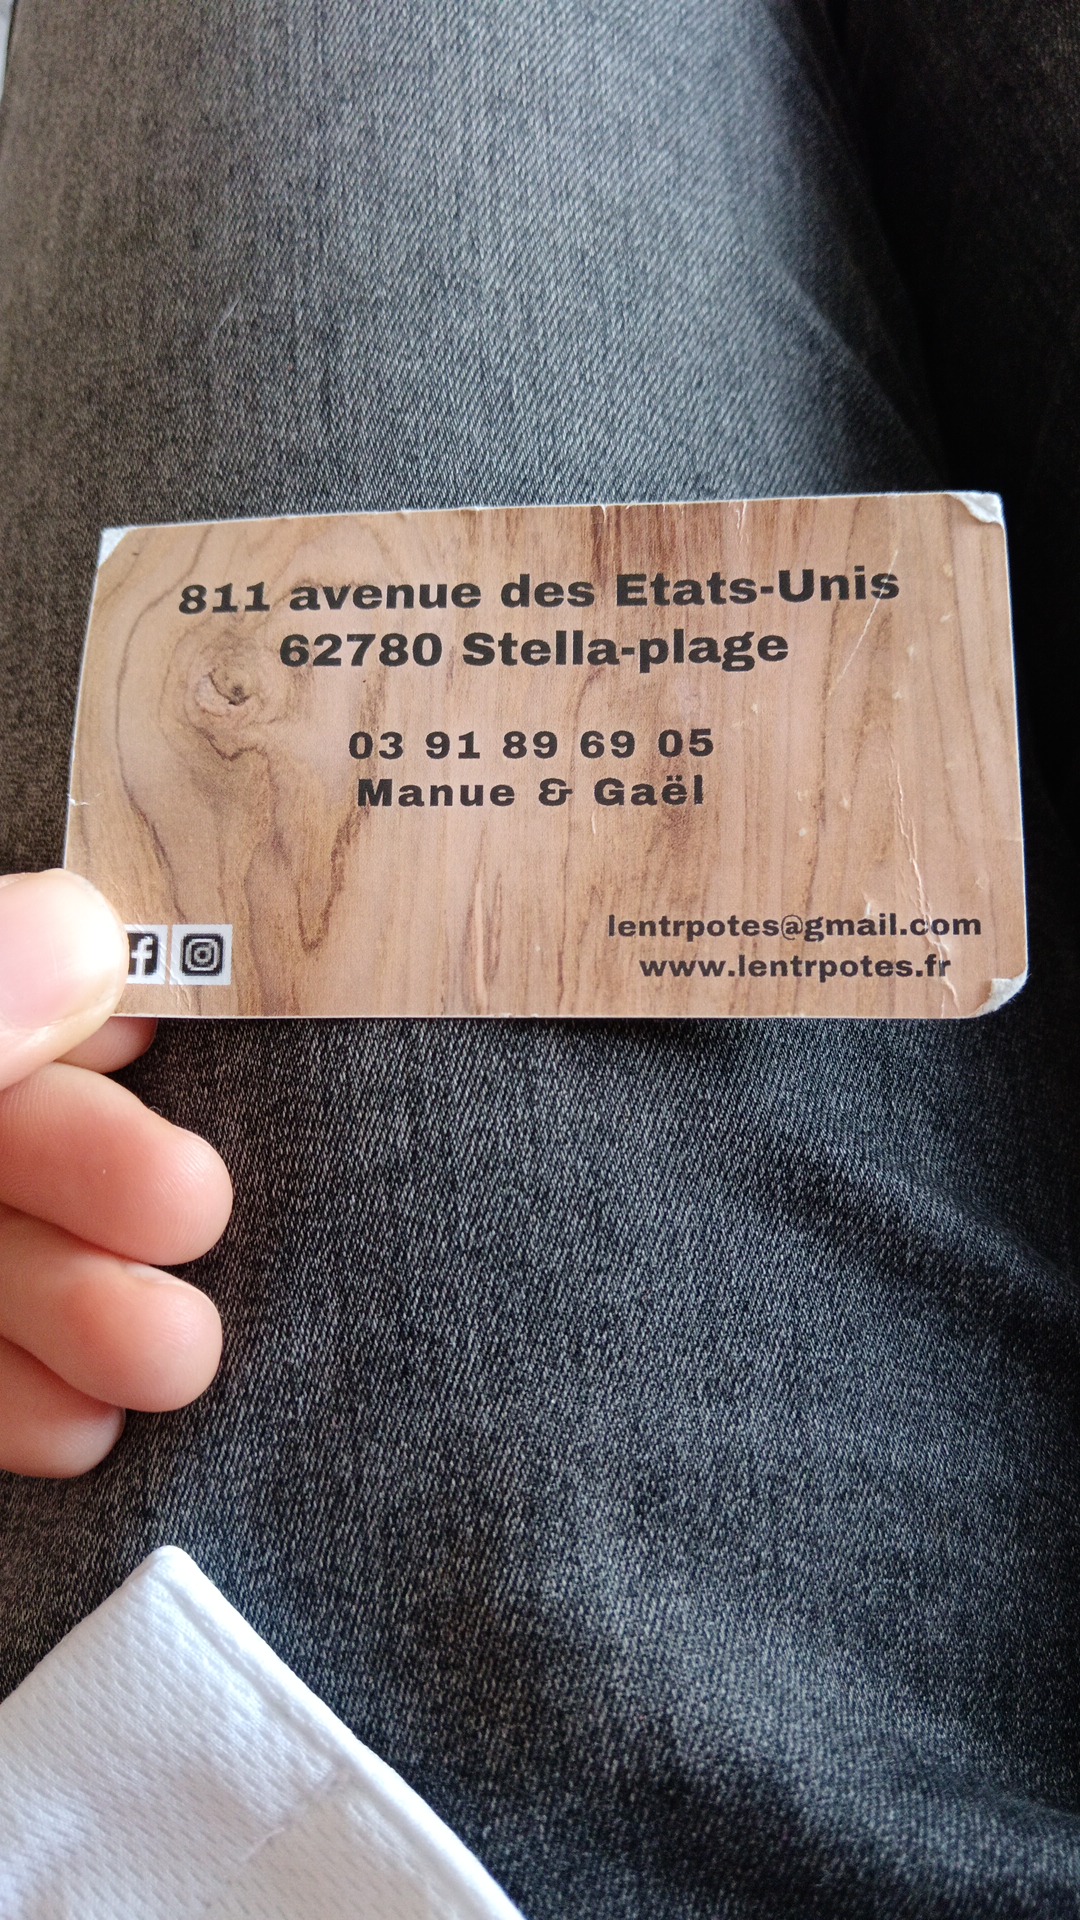 811 avenue des Etats-Unis
62780 Stella-plage
03 91 89 69 05
Manue & Gaël
lentrpotes@gmail.com
www.lentrpotes.fr